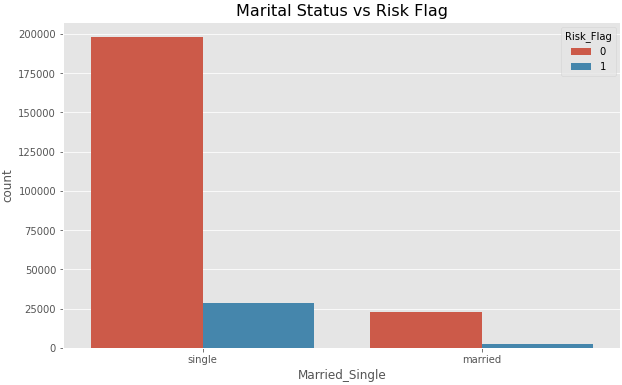 Marital Status vs Risk Flag
Risk_Flag
0
1
200000
175000
150000
125000
100000
75000
50000
25000
0
count
single married
Married_Single